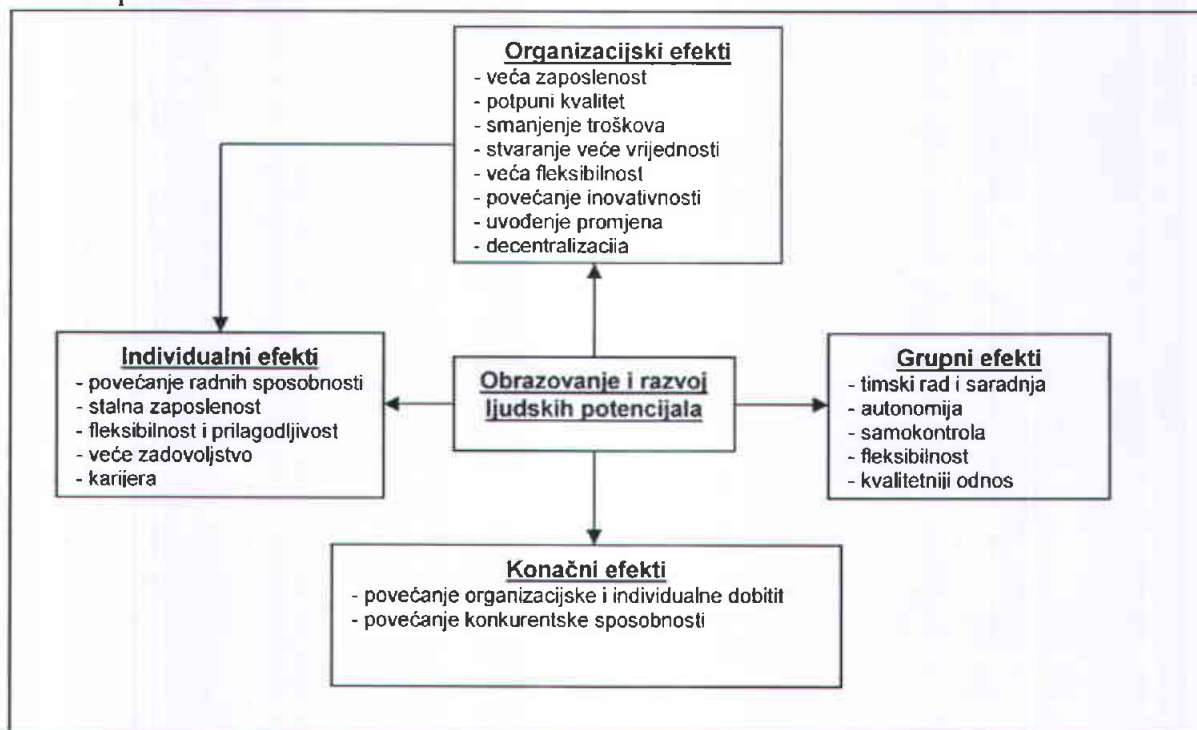 Organizacijski efekti
- veća zaposlenost
- potpuni kvalitet
- smanjenje troškova
- stvaranje veće vrijednosti
- veća fleksibilnost
- povećanje inovativnosti
- uvođenje promjena
- decentralizacija
Individualni efekti
- povećanje radnih sposobnosti
- stalna zaposlenost
- fleksibilnost i prilagodljivost
- veće zadovoljstvo
- karijera
Obrazovanje i razvoj
ljudskih potencijala
Grupni efekti
- timski rad i saradnja
- autonomija
- samokontrola
- fleksibilnost
- kvalitetniji odnos
Konačni efekti
- povećanje organizacijske i individualne dobitit
- povećanje konkurentske sposobnosti